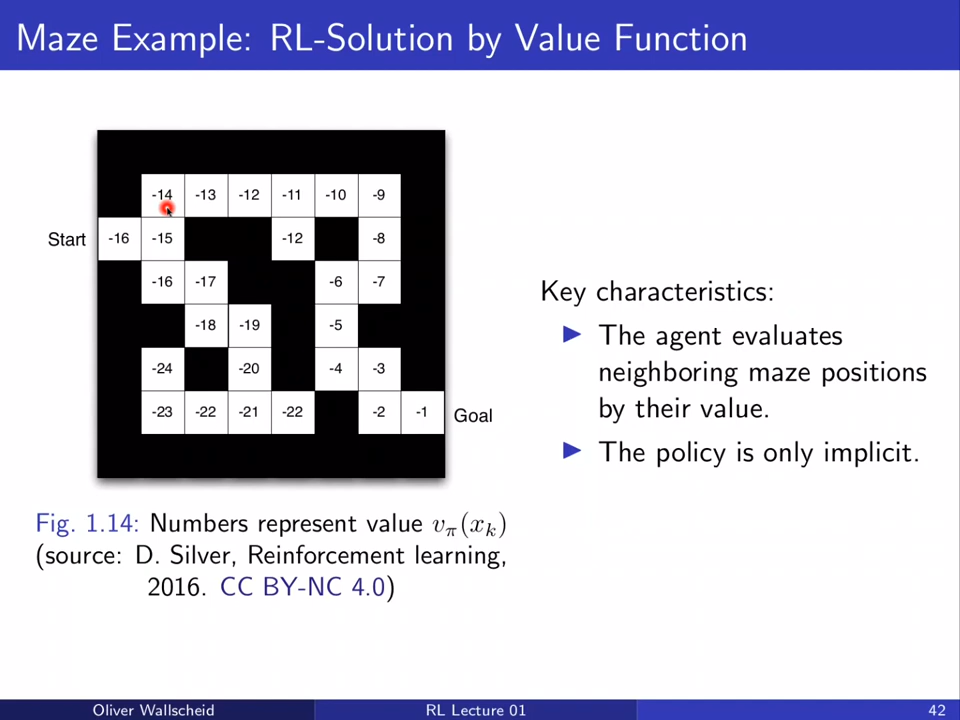 Maze Example: RL-Solution by Value Function
-14 -13 -12 -11 -10 -9
Start -16 -15 -12 -8
-16 -17 -6 -7
-18 -19 -5
-24 -20 -4 -3
-23 -22 -21 -22 -2 -1 Goal
Fig. 1.14: Numbers represent value vπ(xk)
(source: D. Silver, Reinforcement learning,
2016. CC BY-NC 4.0)
Key characteristics:
▶ The agent evaluates
neighboring maze positions
by their value.
▶ The policy is only implicit.
Oliver Wallscheid RL Lecture 01 42